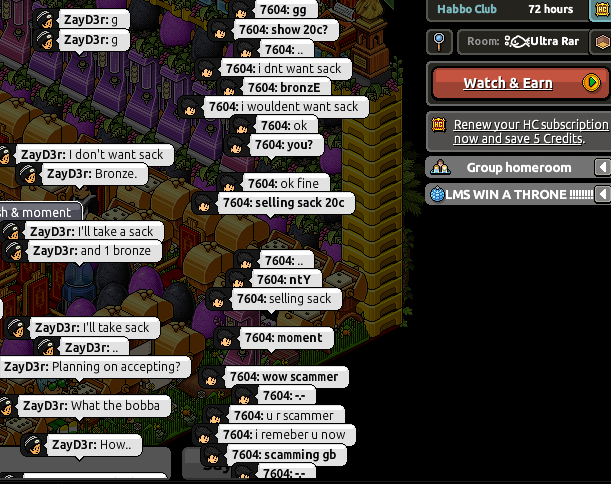 ZayD3r: g
ZayD3r: g
ZayD3r: I don't want sack
ZayD3r: Bronze.
sh & moment
ZayD3r: I'll take a sack
ZayD3r: and 1 bronze
ZayD3r: I'll take sack
ZayD3r: ..
ZayD3r: Planning on accepting?
ZayD3r: What the bobba
ZayD3r: How..
7604: gg
7604: show 20c?
7604: ..
7604: i dnt want sack
7604: bronzE
7604: i wouldent want sack
7604: ok
7604: you?
7604: ok fine
7604: selling sack 20c
7604: ..
7604: ntY
7604: selling sack
7604: moment
7604: wow scammer
7604: -.-
7604: u r scammer
7604: i remeber u now
7604: scamming gb
7604: -.-
Habbo Club 72 hours
HC
Room: Ultra Rar
Watch & Earn
HC
Renew your HC subscription
now and save 5 Credits.
Group homeroom
LMS WIN A THRONE !!!!!!!!